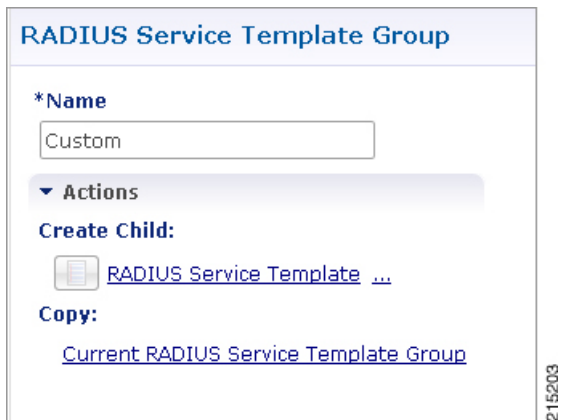 RADIUS Service Template Group
*Name
Custom
Actions
Create Child:
RADIUS Service Template ...
Copy:
Current RADIUS Service Template Group
215203